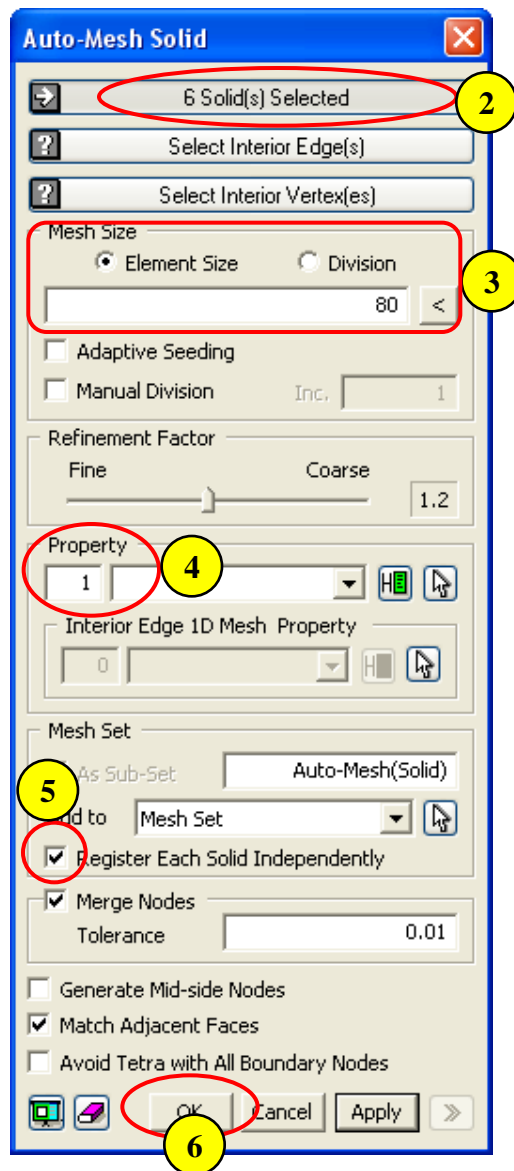 Auto-Mesh Solid
6 Solid(s) Selected
2
Select Interior Edge(s)
Select Interior Vertex(es)
Mesh Size
Element Size Division
3
80 <
Adaptive Seeding
Manual Division Inc. 1
Refinement Factor
Fine Coarse
1.2
Property
4
1
Interior Edge 1D Mesh Property
0
Mesh Set
As Sub-Set Auto-Mesh(Solid)
5
to Mesh Set
Register Each Solid Independently
Merge Nodes
Tolerance 0.01
Generate Mid-side Nodes
Match Adjacent Faces
Avoid Tetra with All Boundary Nodes
OK Cancel Apply >>
6